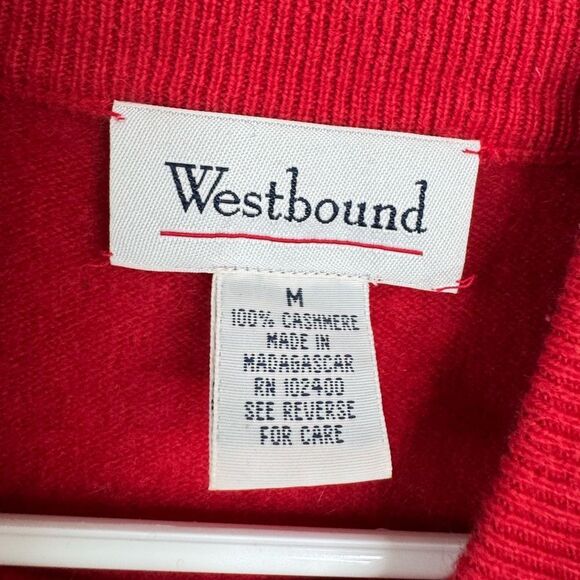 Westbound
M
100% CASHMERE
MADE IN
MADAGASCAR
RN 102400
SEE REVERSE
FOR CARE